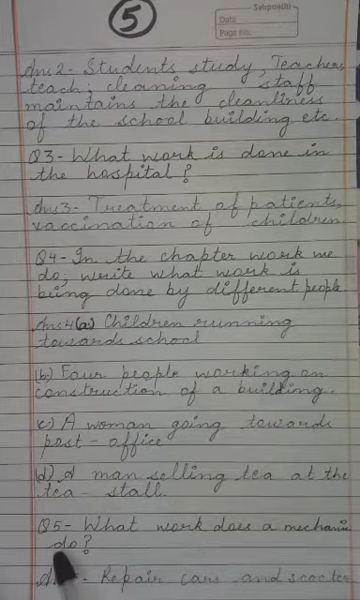 5
Sehpaathi
Date
Page No.
Ans2- Students study, Teachers
teach; cleaning staff
maintains the cleanliness
of the school building etc.
Q3- What work is done in
the hospital?
Ans3- Treatment of patients,
vaccination of children
Q4- In the chapter work we
do; write what work is
being done by different people
Ans4(a) Children running
towards school
(b) Four people working on
construction of a building.
(c) A woman going towards
post-office
(d) A man selling tea at the
tea-stall.
Q5- What work does a mechanic
do?
Repair cars and scooter